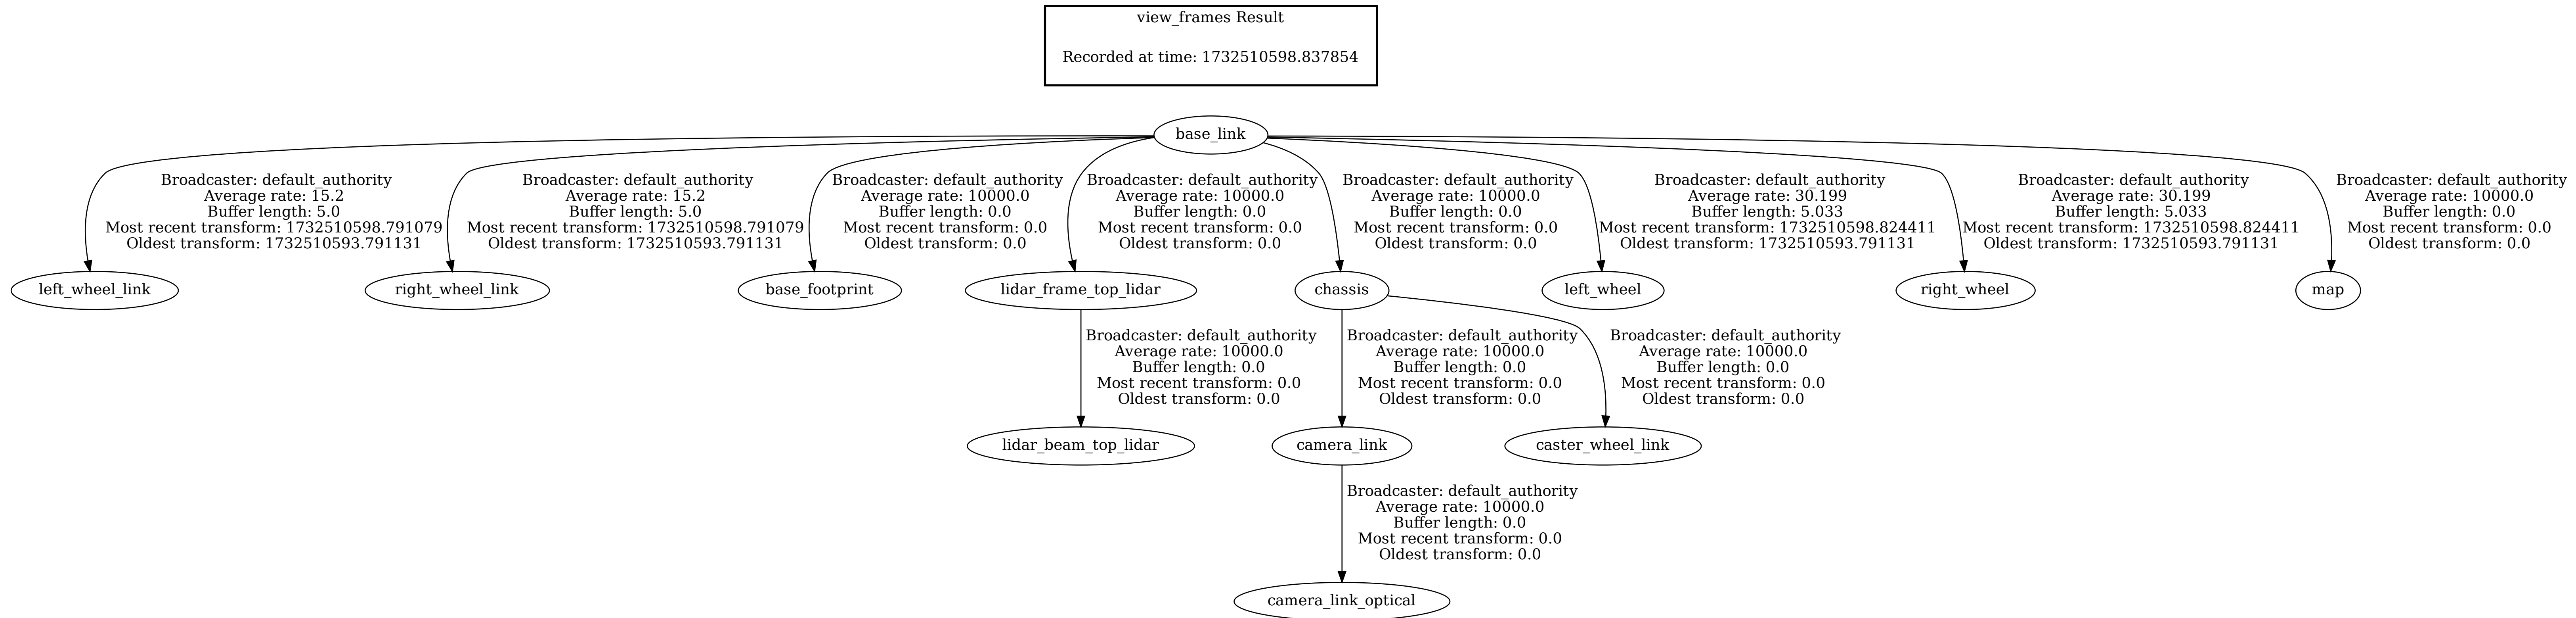 view_frames Result
Recorded at time: 1732510598.837854
base_link
Broadcaster: default_authority
Average rate: 15.2
Buffer length: 5.0
Most recent transform: 1732510598.791079
Oldest transform: 1732510593.791131
Broadcaster: default_authority
Average rate: 15.2
Buffer length: 5.0
Most recent transform: 1732510598.791079
Oldest transform: 1732510593.791131
Broadcaster: default_authority
Average rate: 10000.0
Buffer length: 0.0
Most recent transform: 0.0
Oldest transform: 0.0
Broadcaster: default_authority
Average rate: 10000.0
Buffer length: 0.0
Most recent transform: 0.0
Oldest transform: 0.0
Broadcaster: default_authority
Average rate: 10000.0
Buffer length: 0.0
Most recent transform: 0.0
Oldest transform: 0.0
Broadcaster: default_authority
Average rate: 30.199
Buffer length: 5.033
Most recent transform: 1732510598.824411
Oldest transform: 1732510593.791131
Broadcaster: default_authority
Average rate: 30.199
Buffer length: 5.033
Most recent transform: 1732510598.824411
Oldest transform: 1732510593.791131
Broadcaster: default_authority
Average rate: 10000.0
Buffer length: 0.0
Most recent transform: 0.0
Oldest transform: 0.0
left_wheel_link
right_wheel_link
base_footprint
lidar_frame_top_lidar
chassis
left_wheel
right_wheel
map
Broadcaster: default_authority
Average rate: 10000.0
Buffer length: 0.0
Most recent transform: 0.0
Oldest transform: 0.0
Broadcaster: default_authority
Average rate: 10000.0
Buffer length: 0.0
Most recent transform: 0.0
Oldest transform: 0.0
Broadcaster: default_authority
Average rate: 10000.0
Buffer length: 0.0
Most recent transform: 0.0
Oldest transform: 0.0
lidar_beam_top_lidar
camera_link
caster_wheel_link
Broadcaster: default_authority
Average rate: 10000.0
Buffer length: 0.0
Most recent transform: 0.0
Oldest transform: 0.0
camera_link_optical